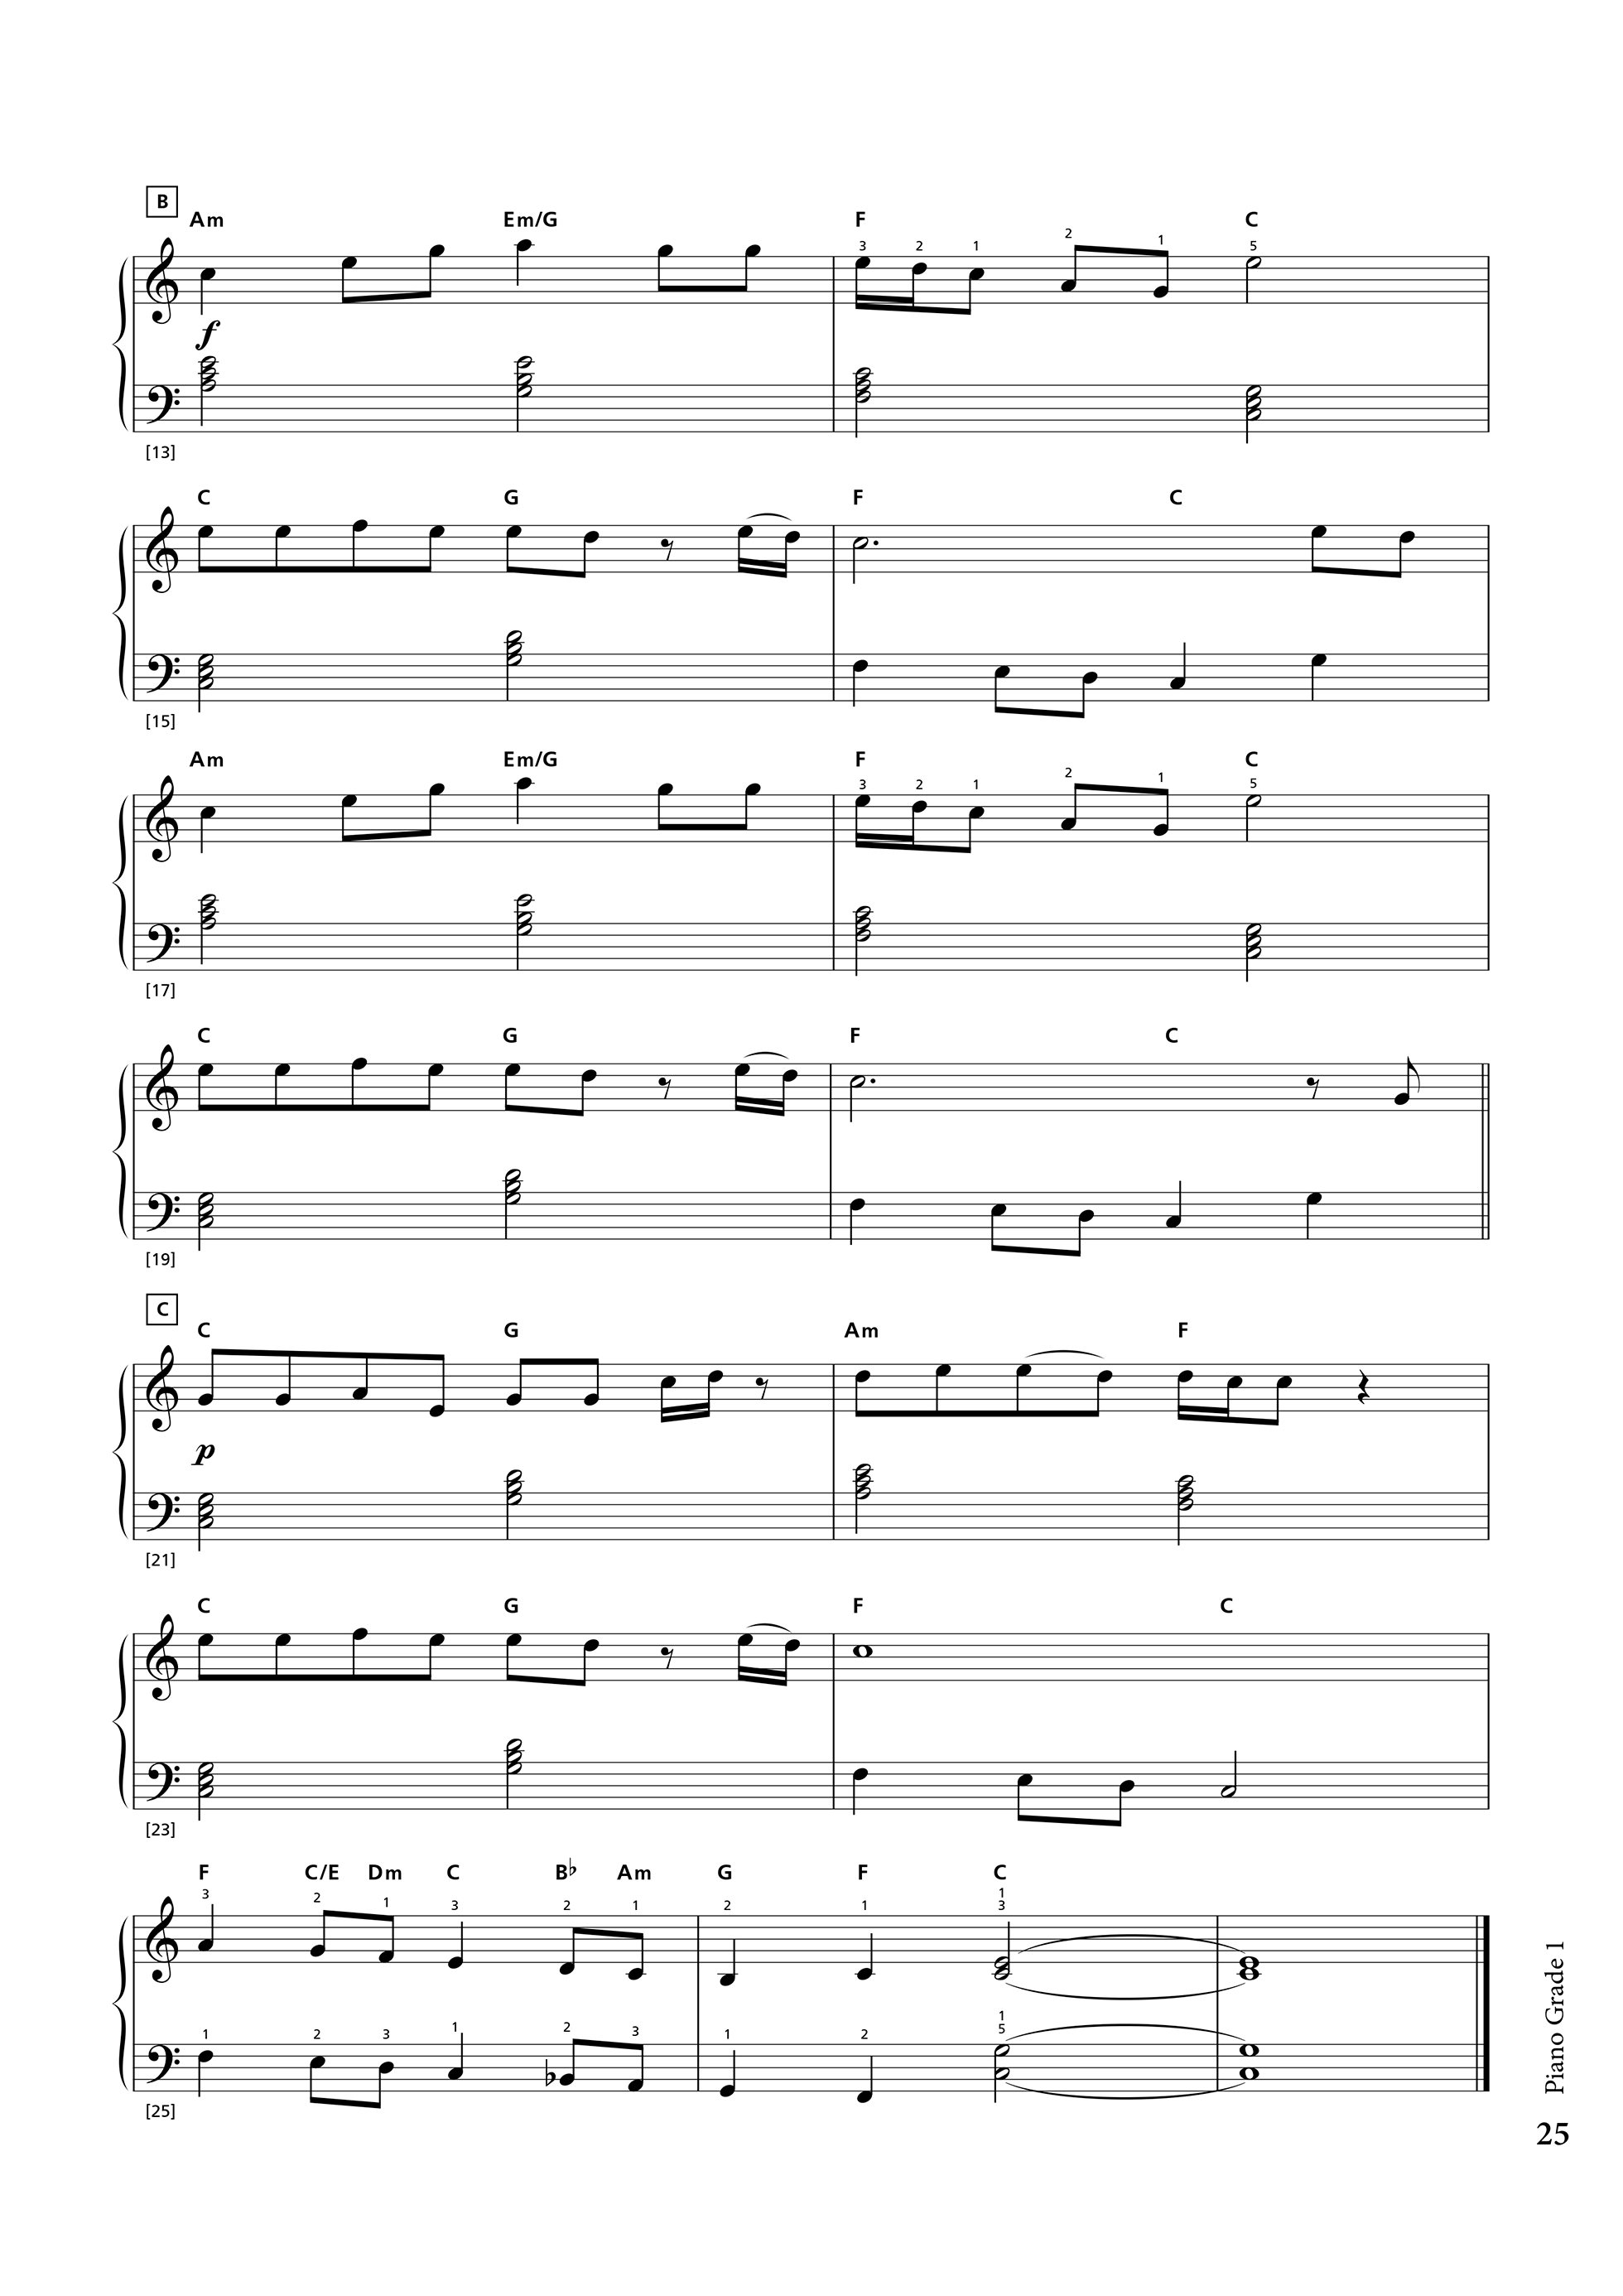 B
Am Em/G F C
3 2 1 2 1 5
f
[13]
C G F C
[15]
Am Em/G F C
3 2 1 2 1 5
[17]
C G F C
[19]
C
C G Am F
p
[21]
C G F C
[23]
F C/E Dm C B♭ Am G F C
3 2 1 3 2 1 2 1 1
3
1 2 3 1 2 3 1 2 1
5
[25]
Piano Grade 1
25